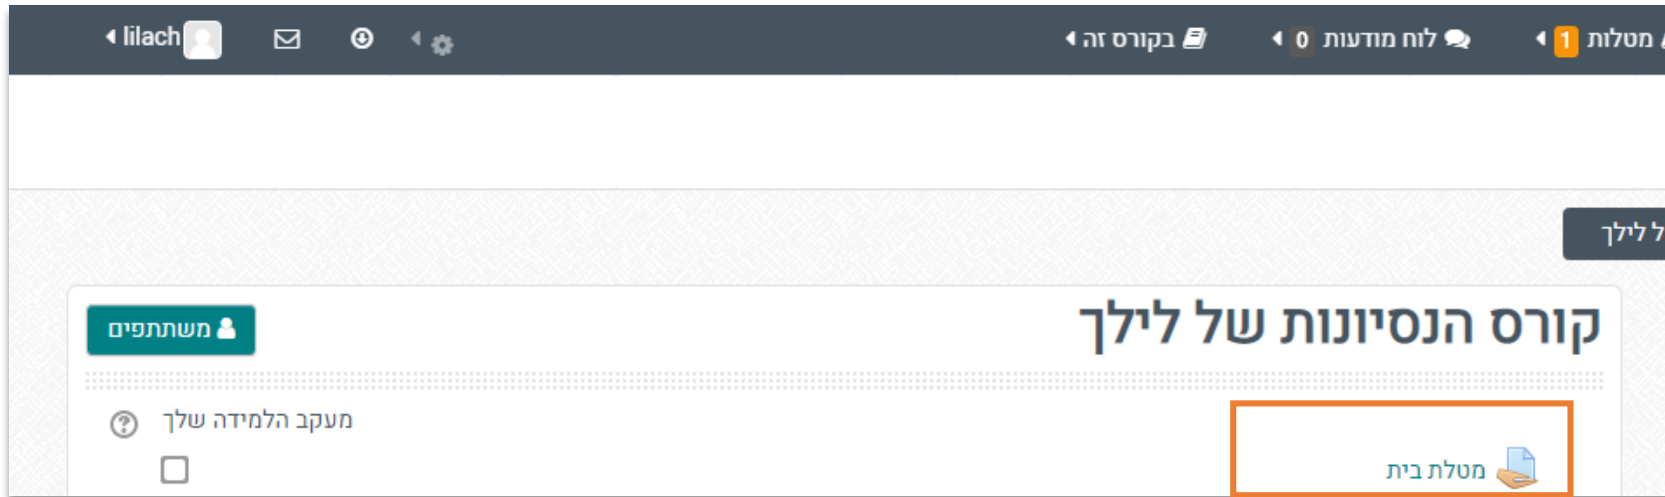 מטלות 1 לוח מודעות 0 בקורס זה lilach
ל לילך
קורס הנסיונות של לילך
משתתפים
מעקב הלמידה שלך
מטלת בית